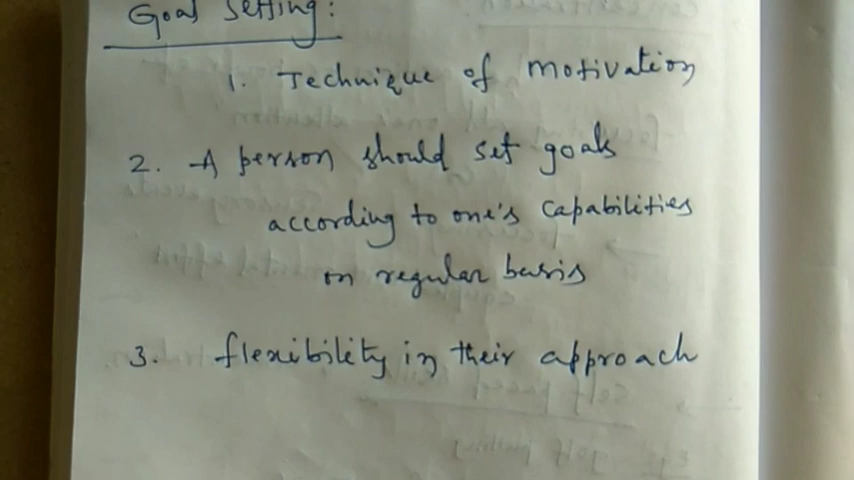 Goal Setting:
1. Technique of motivation
2. A person should set goals
according to one's capabilities
on regular basis
3. flexibility in their approach